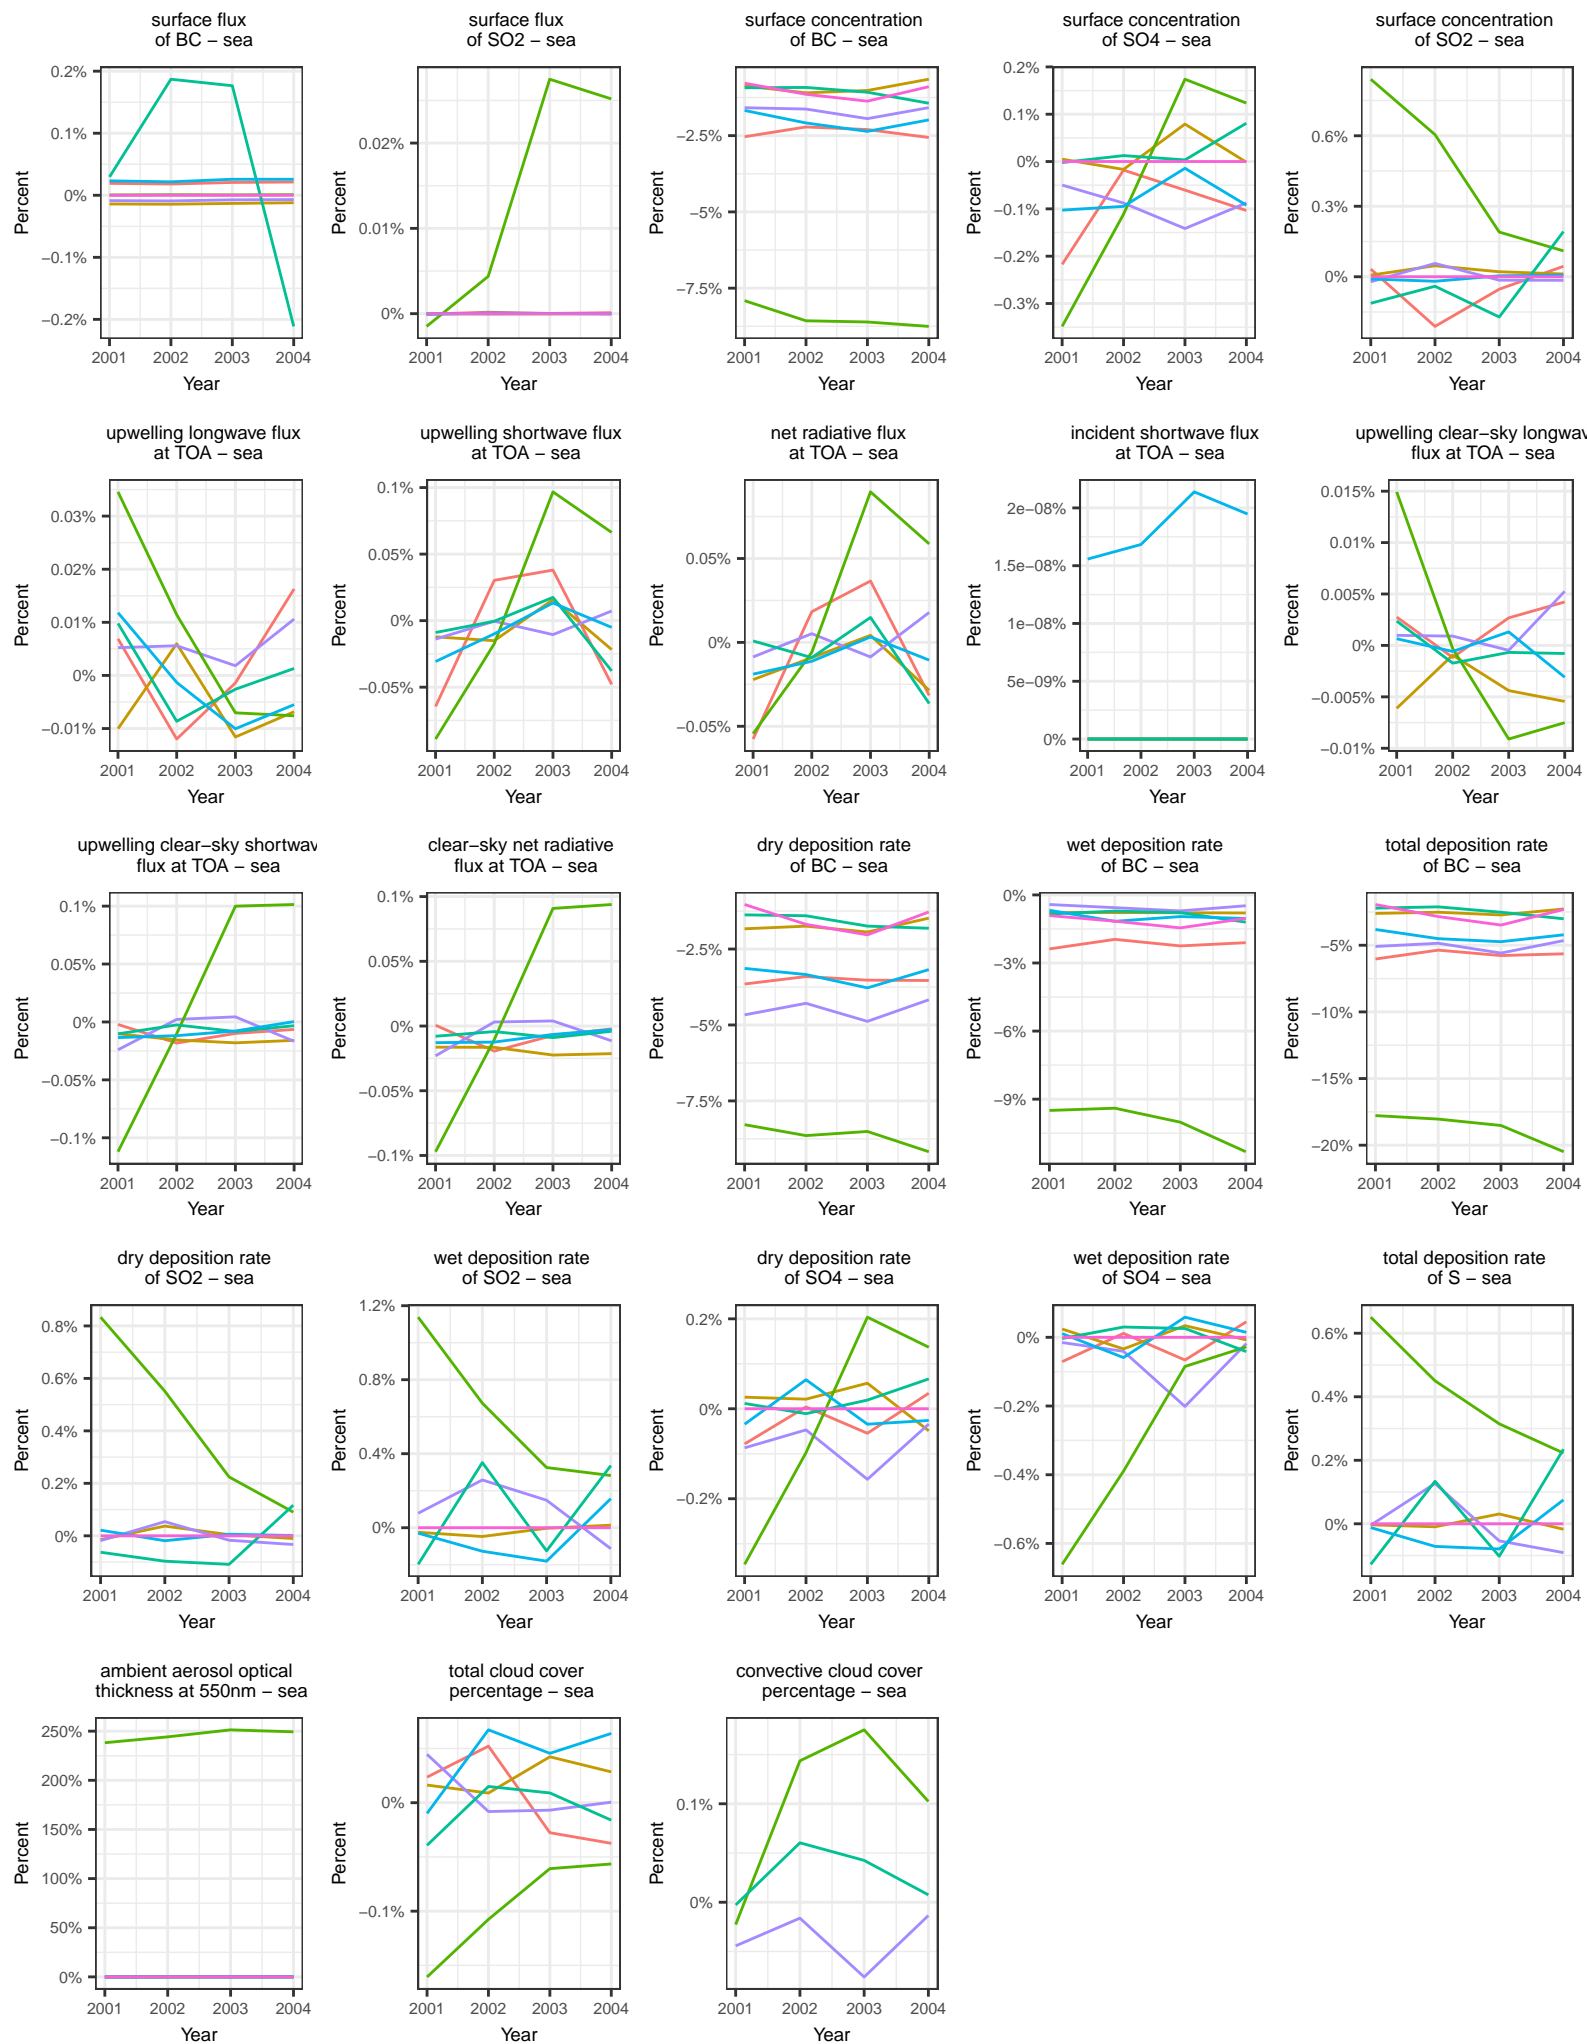 surface flux
of BC – sea
surface flux
of SO2 – sea
surface concentration
of BC – sea
surface concentration
of SO4 – sea
surface concentration
of SO2 – sea
Percent
0.2%
0.1%
0%
−0.1%
−0.2%
2001 2002 2003 2004
Year
Percent
0.02%
0.01%
0%
2001 2002 2003 2004
Year
Percent
−2.5%
−5%
−7.5%
2001 2002 2003 2004
Year
Percent
0.2%
0.1%
0%
−0.1%
−0.2%
−0.3%
2001 2002 2003 2004
Year
Percent
0.6%
0.3%
0%
2001 2002 2003 2004
Year
upwelling longwave flux
at TOA – sea
upwelling shortwave flux
at TOA – sea
net radiative flux
at TOA – sea
incident shortwave flux
at TOA – sea
upwelling clear−sky longwav
flux at TOA – sea
Percent
0.03%
0.02%
0.01%
0%
−0.01%
2001 2002 2003 2004
Year
Percent
0.1%
0.05%
0%
−0.05%
2001 2002 2003 2004
Year
Percent
0.05%
0%
−0.05%
2001 2002 2003 2004
Year
Percent
2e−08%
1.5e−08%
1e−08%
5e−09%
0%
2001 2002 2003 2004
Year
Percent
0.015%
0.01%
0.005%
0%
−0.005%
−0.01%
2001 2002 2003 2004
Year
upwelling clear−sky shortwav
flux at TOA – sea
clear−sky net radiative
flux at TOA – sea
dry deposition rate
of BC – sea
wet deposition rate
of BC – sea
total deposition rate
of BC – sea
Percent
0.1%
0.05%
0%
−0.05%
−0.1%
2001 2002 2003 2004
Year
Percent
0.1%
0.05%
0%
−0.05%
−0.1%
2001 2002 2003 2004
Year
Percent
−2.5%
−5%
−7.5%
2001 2002 2003 2004
Year
Percent
0%
−3%
−6%
−9%
2001 2002 2003 2004
Year
Percent
−5%
−10%
−15%
−20%
2001 2002 2003 2004
Year
dry deposition rate
of SO2 – sea
wet deposition rate
of SO2 – sea
dry deposition rate
of SO4 – sea
wet deposition rate
of SO4 – sea
total deposition rate
of S – sea
Percent
0.8%
0.6%
0.4%
0.2%
0%
2001 2002 2003 2004
Year
Percent
1.2%
0.8%
0.4%
0%
2001 2002 2003 2004
Year
Percent
0.2%
0%
−0.2%
2001 2002 2003 2004
Year
Percent
0%
−0.2%
−0.4%
−0.6%
2001 2002 2003 2004
Year
Percent
0.6%
0.4%
0.2%
0%
2001 2002 2003 2004
Year
ambient aerosol optical
thickness at 550nm – sea
total cloud cover
percentage – sea
convective cloud cover
percentage – sea
Percent
250%
200%
150%
100%
50%
0%
2001 2002 2003 2004
Year
Percent
0%
−0.1%
2001 2002 2003 2004
Year
Percent
0.1%
0%
2001 2002 2003 2004
Year